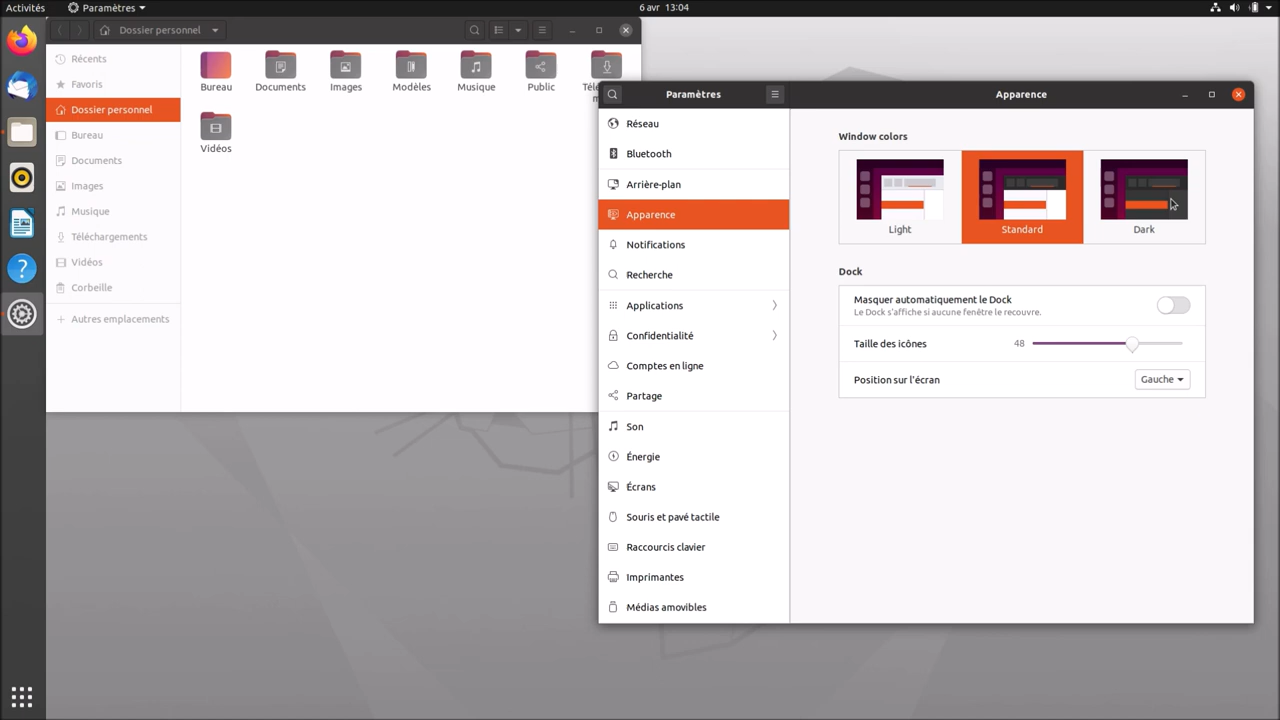 Activités
Paramètres
6 avr 13:04
Dossier personnel
Récents
Favoris
Dossier personnel
Bureau
Documents
Images
Musique
Téléchargements
Vidéos
Corbeille
Autres emplacements
Bureau
Documents
Images
Modèles
Musique
Public
Vidéos
Paramètres
Réseau
Bluetooth
Arrière-plan
Apparence
Notifications
Recherche
Applications
Confidentialité
Comptes en ligne
Partage
Son
Énergie
Écrans
Souris et pavé tactile
Raccourcis clavier
Imprimantes
Médias amovibles
Apparence
Window colors
Light
Standard
Dark
Dock
Masquer automatiquement le Dock
Le Dock s'affiche si aucune fenêtre le recouvre.
Taille des icônes
48
Position sur l'écran
Gauche